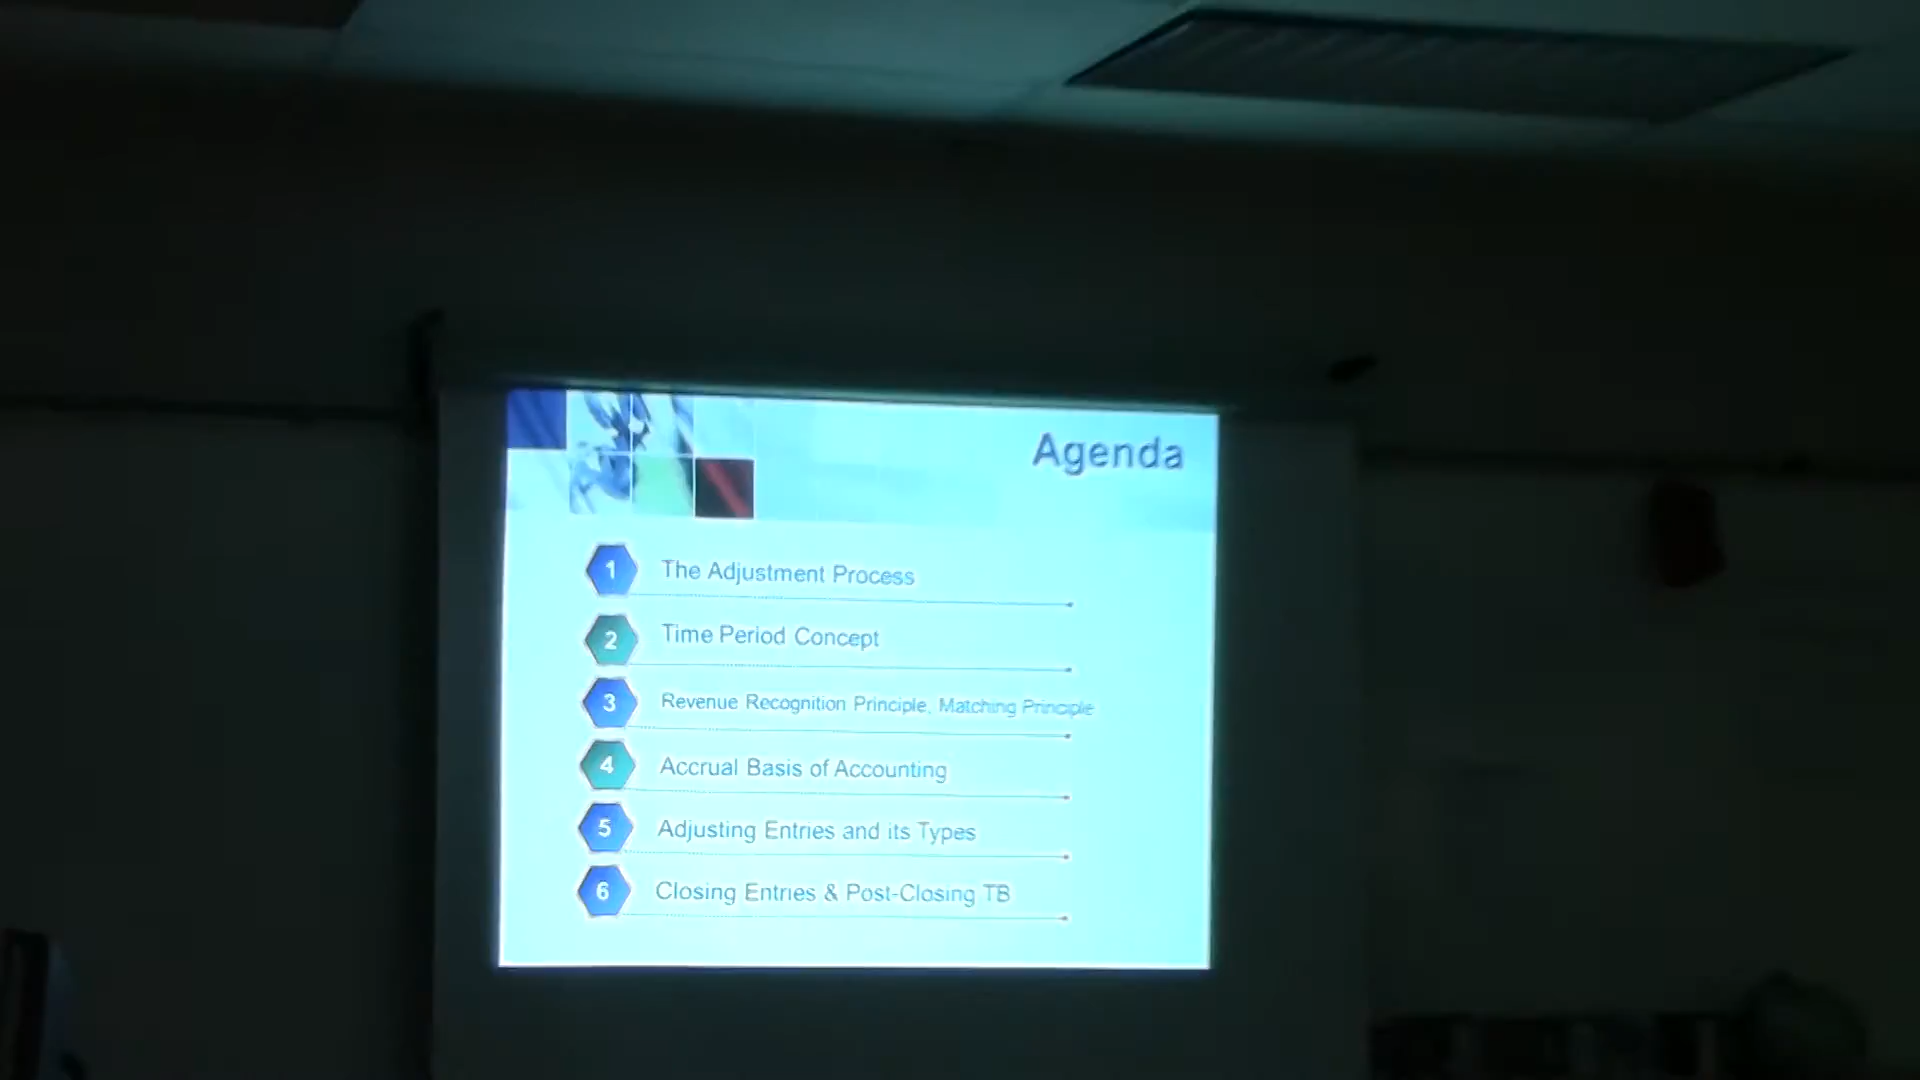 Agenda
1 The Adjustment Process
2 Time Period Concept
3 Revenue Recognition Principle, Matching Principle
4 Accrual Basis of Accounting
5 Adjusting Entries and its Types
6 Closing Entries & Post-Closing TB